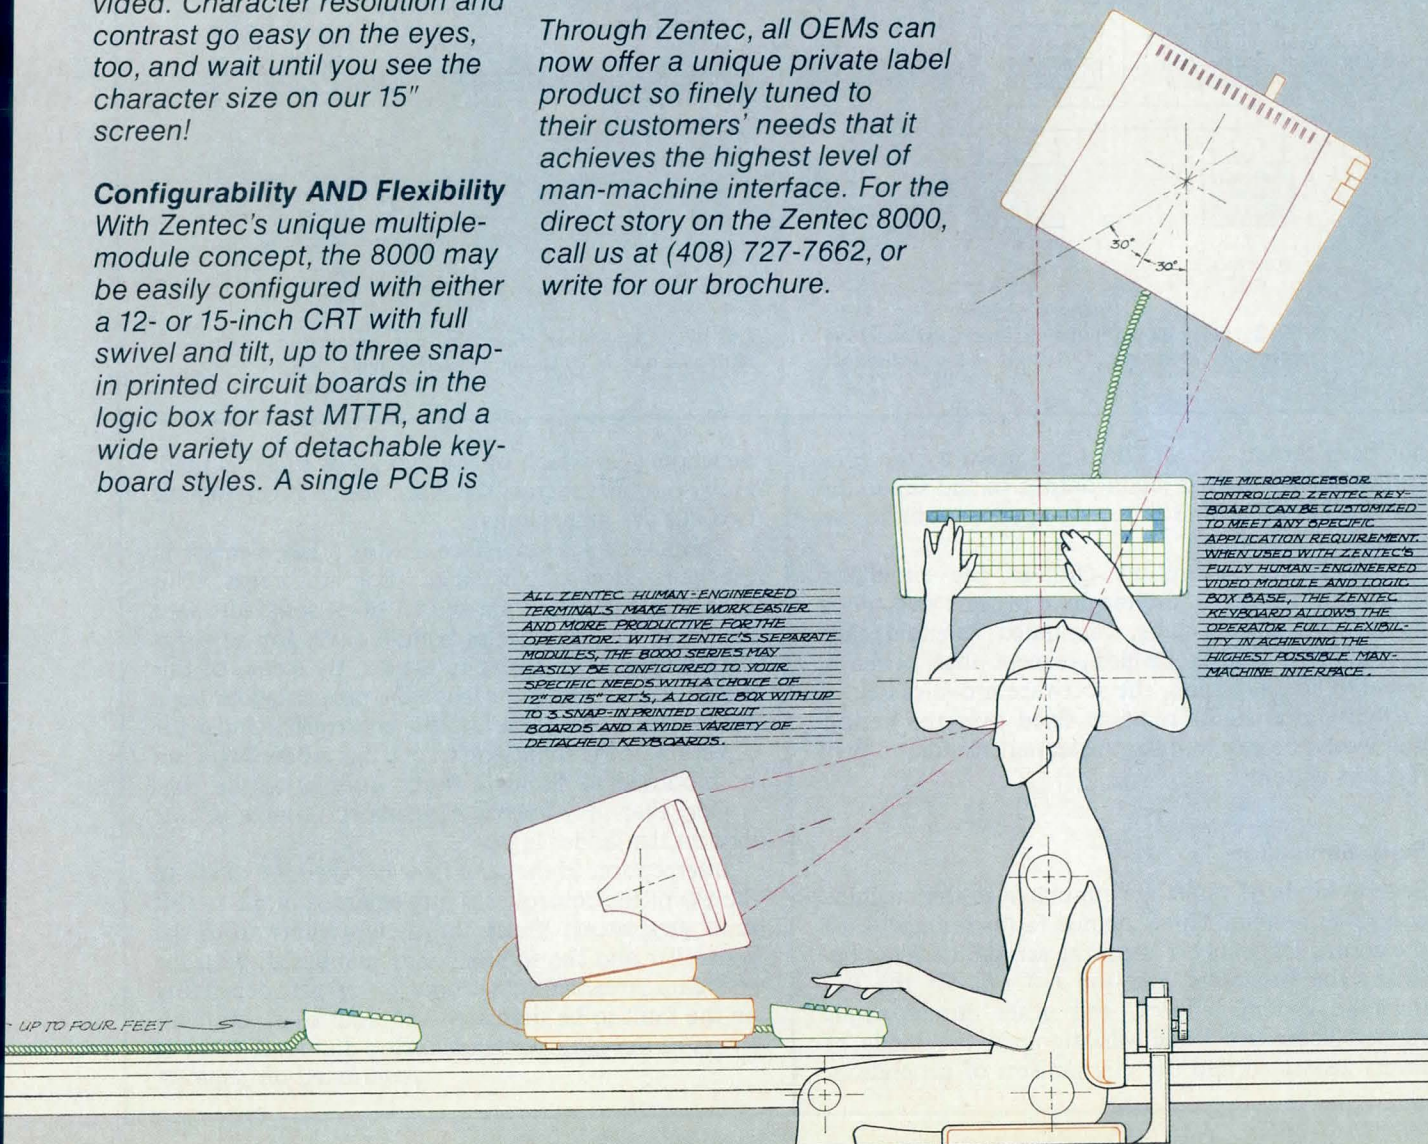 video. Character resolution and
contrast go easy on the eyes,
too, and wait until you see the
character size on our 15"
screen!
Configurability AND Flexibility
With Zentec's unique multiple-
module concept, the 8000 may
be easily configured with either
a 12- or 15-inch CRT with full
swivel and tilt, up to three snap-
in printed circuit boards in the
logic box for fast MTTR, and a
wide variety of detachable key-
board styles. A single PCB is
Through Zentec, all OEMs can
now offer a unique private label
product so finely tuned to
their customers' needs that it
achieves the highest level of
man-machine interface. For the
direct story on the Zentec 8000,
call us at (408) 727-7662, or
write for our brochure.
30°
30°
THE MICROPROCESSOR
CONTROLLED ZENTEC KEY-
BOARD CAN BE CUSTOMIZED
TO MEET ANY SPECIFIC
APPLICATION REQUIREMENT.
WHEN USED WITH ZENTEC'S
FULLY HUMAN-ENGINEERED
VIDEO MODULE AND LOGIC
BOX BASE, THE ZENTEC
KEYBOARD ALLOWS THE
OPERATOR FULL FLEXIBIL-
ITY IN ACHIEVING THE
HIGHEST POSSIBLE MAN-
MACHINE INTERFACE.
ALL ZENTEC HUMAN-ENGINEERED
TERMINALS MAKE THE WORK EASIER
AND MORE PRODUCTIVE FOR THE
OPERATOR. WITH ZENTEC'S SEPARATE
MODULES, THE 8000 SERIES MAY
EASILY BE CONFIGURED TO YOUR
SPECIFIC NEEDS WITH A CHOICE OF
12" OR 15" CRT'S, A LOGIC BOX WITH UP
TO 3 SNAP-IN PRINTED CIRCUIT
BOARDS AND A WIDE VARIETY OF
DETACHED KEYBOARDS.
UP TO FOUR FEET